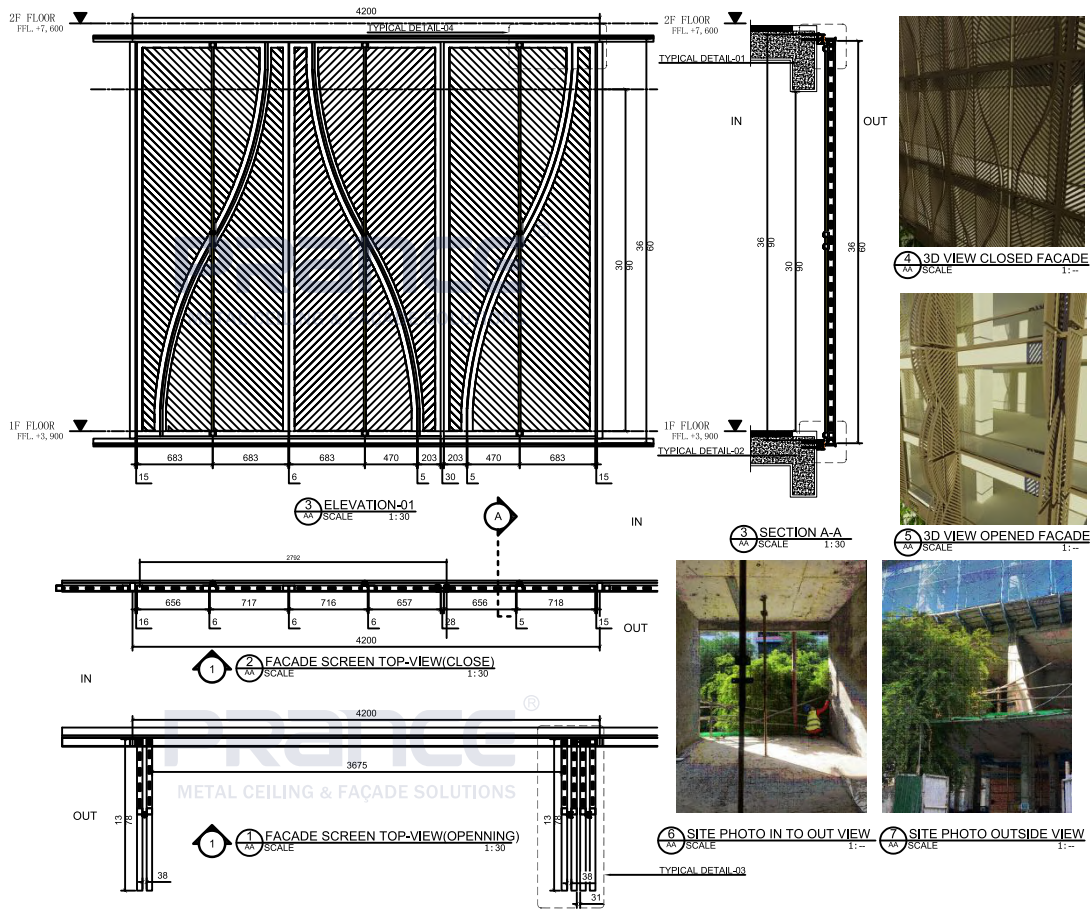 2F FLOOR
FFL. +7,600
4200
TYPICAL DETAIL-04
30
90
36
60
PRANCE
®
1F FLOOR
FFL. +3,900
683
683
683
470
203
203
470
683
15
6
5
30
5
15
3
AA
ELEVATION-01
SCALE
1:30
2F FLOOR
FFL. +7,600
TYPICAL DETAIL-01
IN
OUT
36
90
30
90
36
60
1F FLOOR
FFL. +3,900
TYPICAL DETAIL-02
3
AA
SECTION A-A
SCALE
1:30
4
AA
3D VIEW CLOSED FACADE
SCALE
1:--
5
AA
3D VIEW OPENED FACADE
SCALE
1:--
A
IN
2792
656
717
716
657
656
718
16
6
6
6
28
5
15
OUT
4200
1
2
AA
FACADE SCREEN TOP-VIEW(CLOSE)
SCALE
1:30
IN
4200
PRANCE
®
3675
METAL CEILING & FAÇADE SOLUTIONS
OUT
13
78
13
78
38
38
31
1
1
AA
FACADE SCREEN TOP-VIEW(OPENNING)
SCALE
1:30
TYPICAL DETAIL-03
6
AA
SITE PHOTO IN TO OUT VIEW
SCALE
1:--
7
AA
SITE PHOTO OUTSIDE VIEW
SCALE
1:--